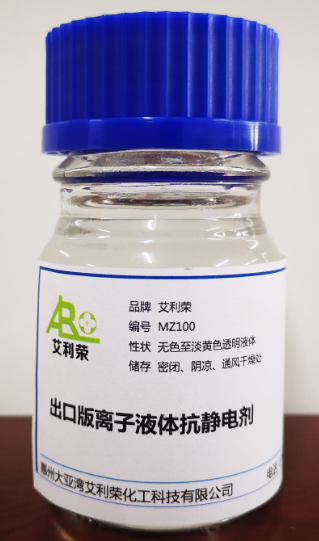 品牌 艾利荣
编号 MZ100
性状 无色至淡黄色透明液体
储存 密闭、阴凉、通风干燥处
ARO
艾利荣
出口版离子液体抗静电剂
惠州大亚湾艾利荣化工科技有限公司
电话